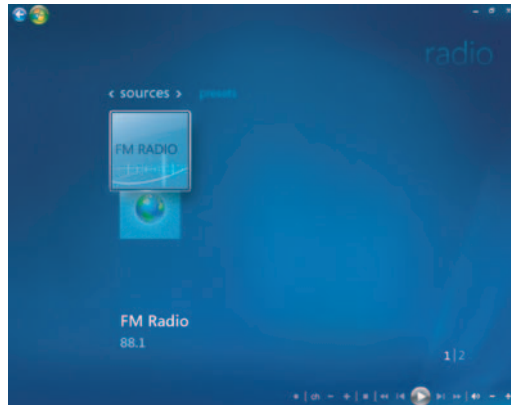 radio
< sources > presets
FM RADIO
FM Radio
88.1
1|2
ch